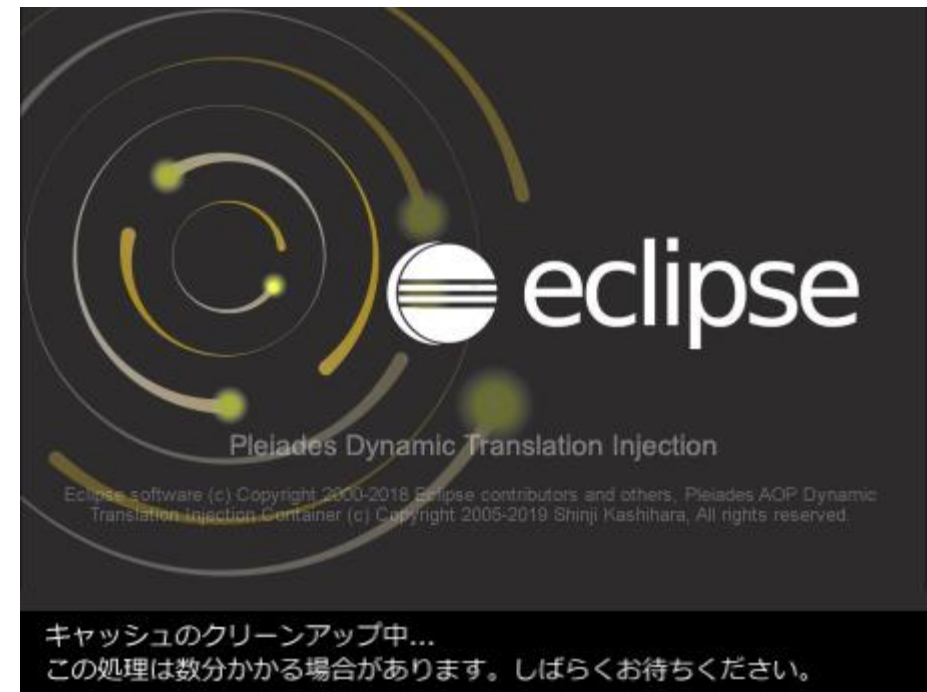 eclipse
Pleiades Dynamic Translation Injection
Eclipse software (c) Copyright 2000-2018 Eclipse contributors and others, Pleiades AOP Dynamic
Translation Injection Container (c) Copyright 2005-2019 Shinji Kashihara, All rights reserved.
キャッシュのクリーンアップ中...
この処理は数分かかる場合があります。しばらくお待ちください。